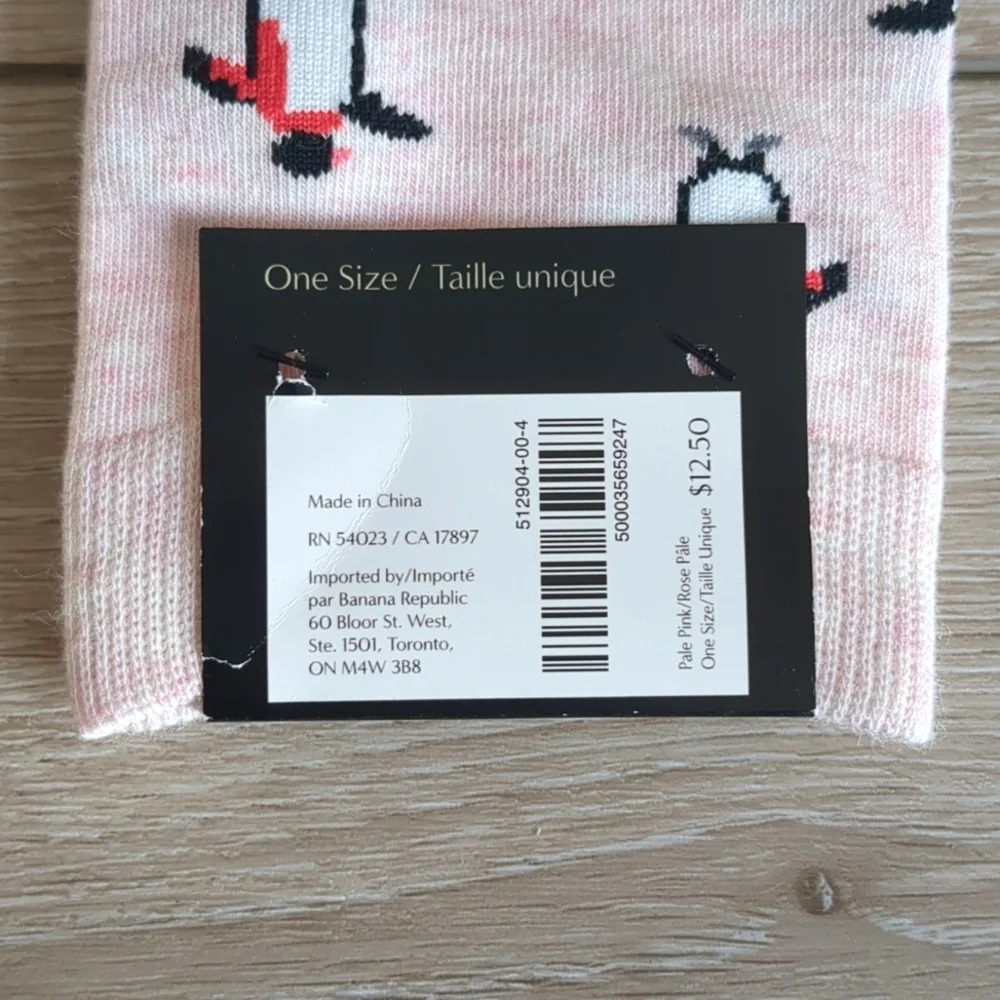 One Size / Taille unique
Made in China
RN 54023 / CA 17897
Imported by/Importé
par Banana Republic
60 Bloor St. West,
Ste. 1501, Toronto,
ON M4W 3B8
512904-00-4
500035659247
Pale Pink/Rose Pâle
One Size/Taille Unique $12.50